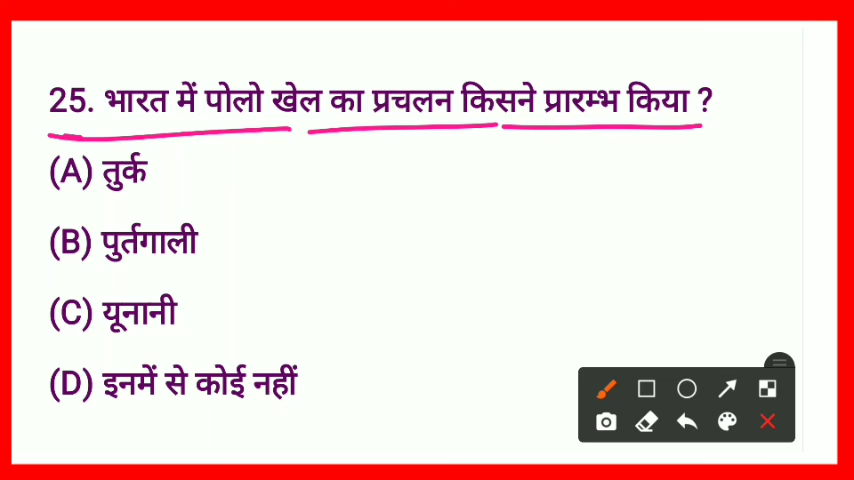 25. भारत में पोलो खेल का प्रचलन किसने प्रारम्भ किया ?
(A) तुर्क
(B) पुर्तगाली
(C) यूनानी
(D) इनमें से कोई नहीं